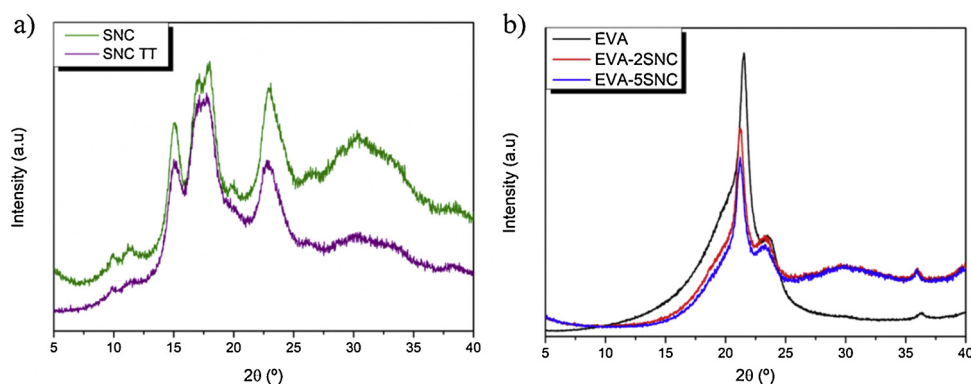 a)
SNC
SNC TT
Intensity (a.u)
5 10 15 20 25 30 35 40
2θ (º)
b)
EVA
EVA-2SNC
EVA-5SNC
Intensity (a.u)
5 10 15 20 25 30 35 40
2θ (º)